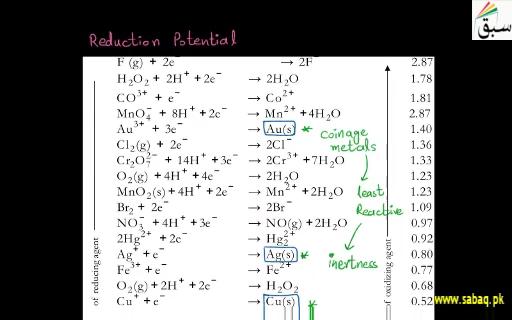 سبق
Reduction Potential
F (g) + 2e⁻ → 2F⁻ 2.87
H₂O₂ + 2H⁺ + 2e⁻ → 2H₂O 1.78
CO³⁺ + e⁻ → Co²⁺ 1.81
MnO₄⁻ + 8H⁺ + 2e⁻ → Mn²⁺ + 4H₂O 2.87
Au³⁺ + 3e⁻ → Au(s) * coinage metals 1.40
Cl₂(g) + 2e⁻ → 2Cl⁻ 1.36
Cr₂O₇²⁻ + 14H⁺ + 3e⁻ → 2Cr³⁺ + 7H₂O 1.33
O₂(g) + 4H⁺ + 4e⁻ → 2H₂O 1.23
MnO₂(s) + 4H⁺ + 2e⁻ → Mn²⁺ + 2H₂O least 1.23
Br₂ + 2e⁻ → 2Br⁻ Reactive 1.09
NO₃⁻ + 4H⁺ + 3e⁻ → NO(g) + 2H₂O 0.97
2Hg²⁺ + 2e⁻ → Hg₂²⁺ 0.92
Ag⁺ + e⁻ → Ag(s) * inertness 0.80
Fe³⁺ + e⁻ → Fe²⁺ 0.77
O₂(g) + 2H⁺ + 2e⁻ → H₂O₂ 0.68
Cu⁺ + e⁻ → Cu(s) * 0.52
of reducing agent
of oxidizing agent
www.sabaq.pk